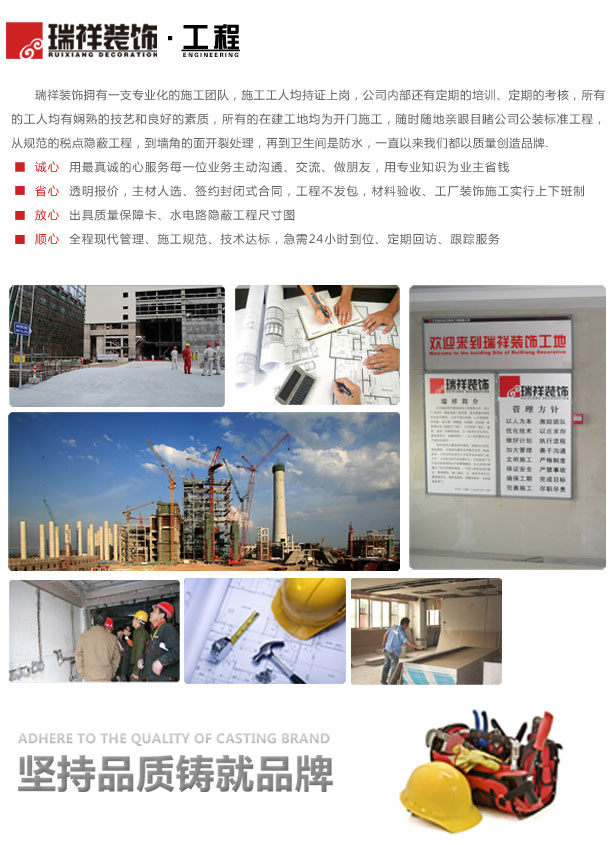 瑞祥装饰·工程
RUIXIANG DECORATION
ENGINEERING
瑞祥装饰拥有一支专业化的施工团队，施工工人均持证上岗，公司内部还有定期的培训、定期的考核，所有
的工人均有娴熟的技艺和良好的素质，所有的在建工地均为开门施工，随时随地亲眼目睹公司公装标准工程，
从规范的税点隐蔽工程，到墙角的面开裂处理，再到卫生间是防水，一直以来我们都以质量创造品牌.
诚心 用最真诚的心服务每一位业务主动沟通、交流、做朋友，用专业知识为业主省钱
省心 透明报价，主材人选、签约封闭式合同，工程不发包，材料验收、工厂装饰施工实行上下班制
放心 出具质量保障卡、水电路隐蔽工程尺寸图
顺心 全程现代管理、施工规范、技术达标，急需24小时到位、定期回访、跟踪服务
欢迎来到瑞祥装饰工地
Welcome to the building Site of RuiXiang Decorative
瑞祥装饰
瑞祥简介
瑞祥装饰
管理方针
以人为本 激励团队
优化技术 以质求存
做好计划 执行流程
加大管理 善于沟通
文明施工 严格制度
保证安全 严禁事故
确保工期 完成目标
完善施工 尽职尽责
ADHERE TO THE QUALITY OF CASTING BRAND
坚持品质铸就品牌